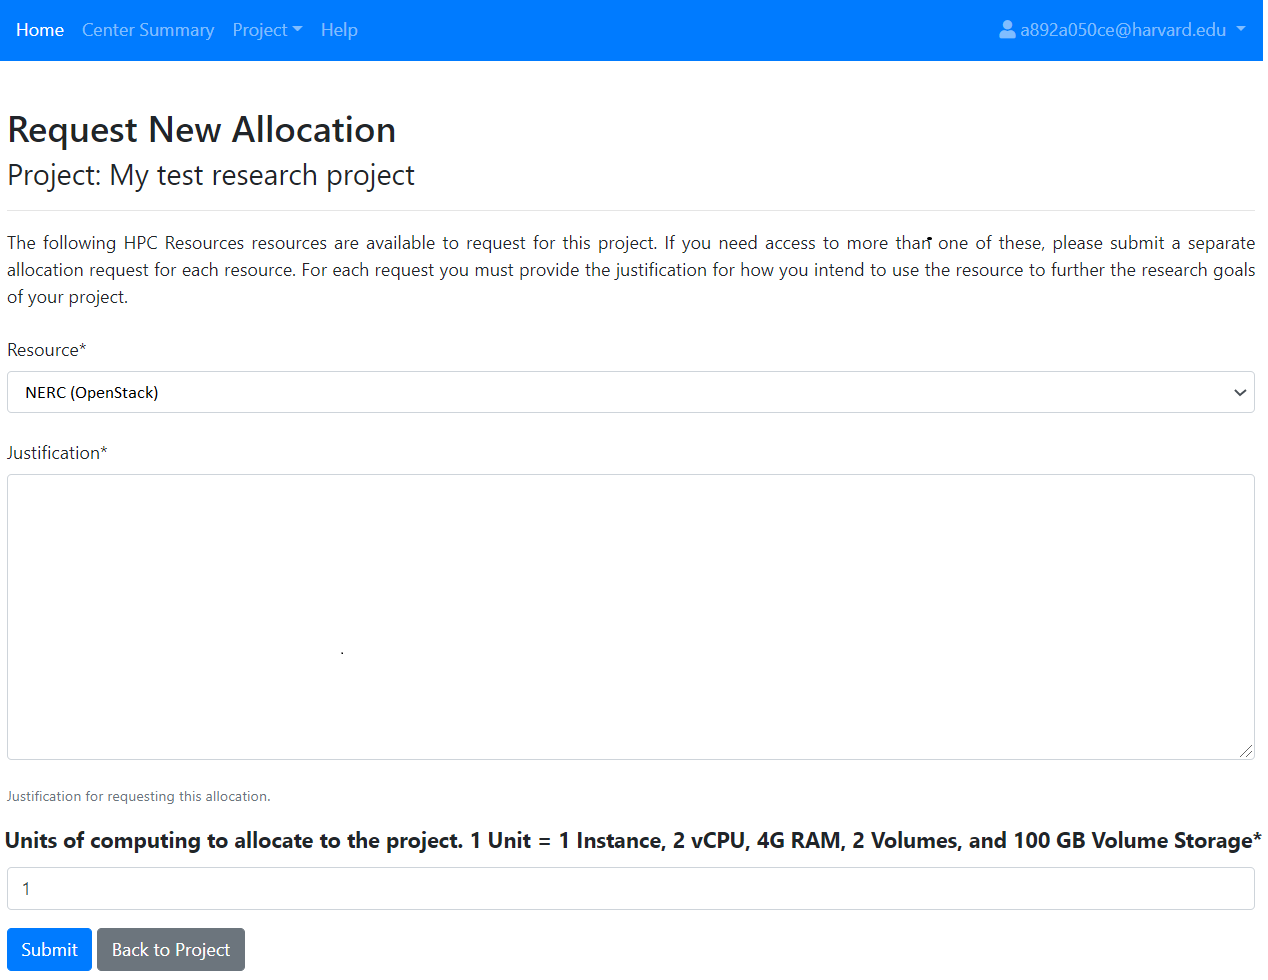 Home Center Summary Project Help a892a050ce@harvard.edu
Request New Allocation
Project: My test research project
The following HPC Resources resources are available to request for this project. If you need access to more than one of these, please submit a separate
allocation request for each resource. For each request you must provide the justification for how you intend to use the resource to further the research goals
of your project.
Resource*
NERC (OpenStack)
Justification*
Justification for requesting this allocation.
Units of computing to allocate to the project. 1 Unit = 1 Instance, 2 vCPU, 4G RAM, 2 Volumes, and 100 GB Volume Storage*
1
Submit Back to Project